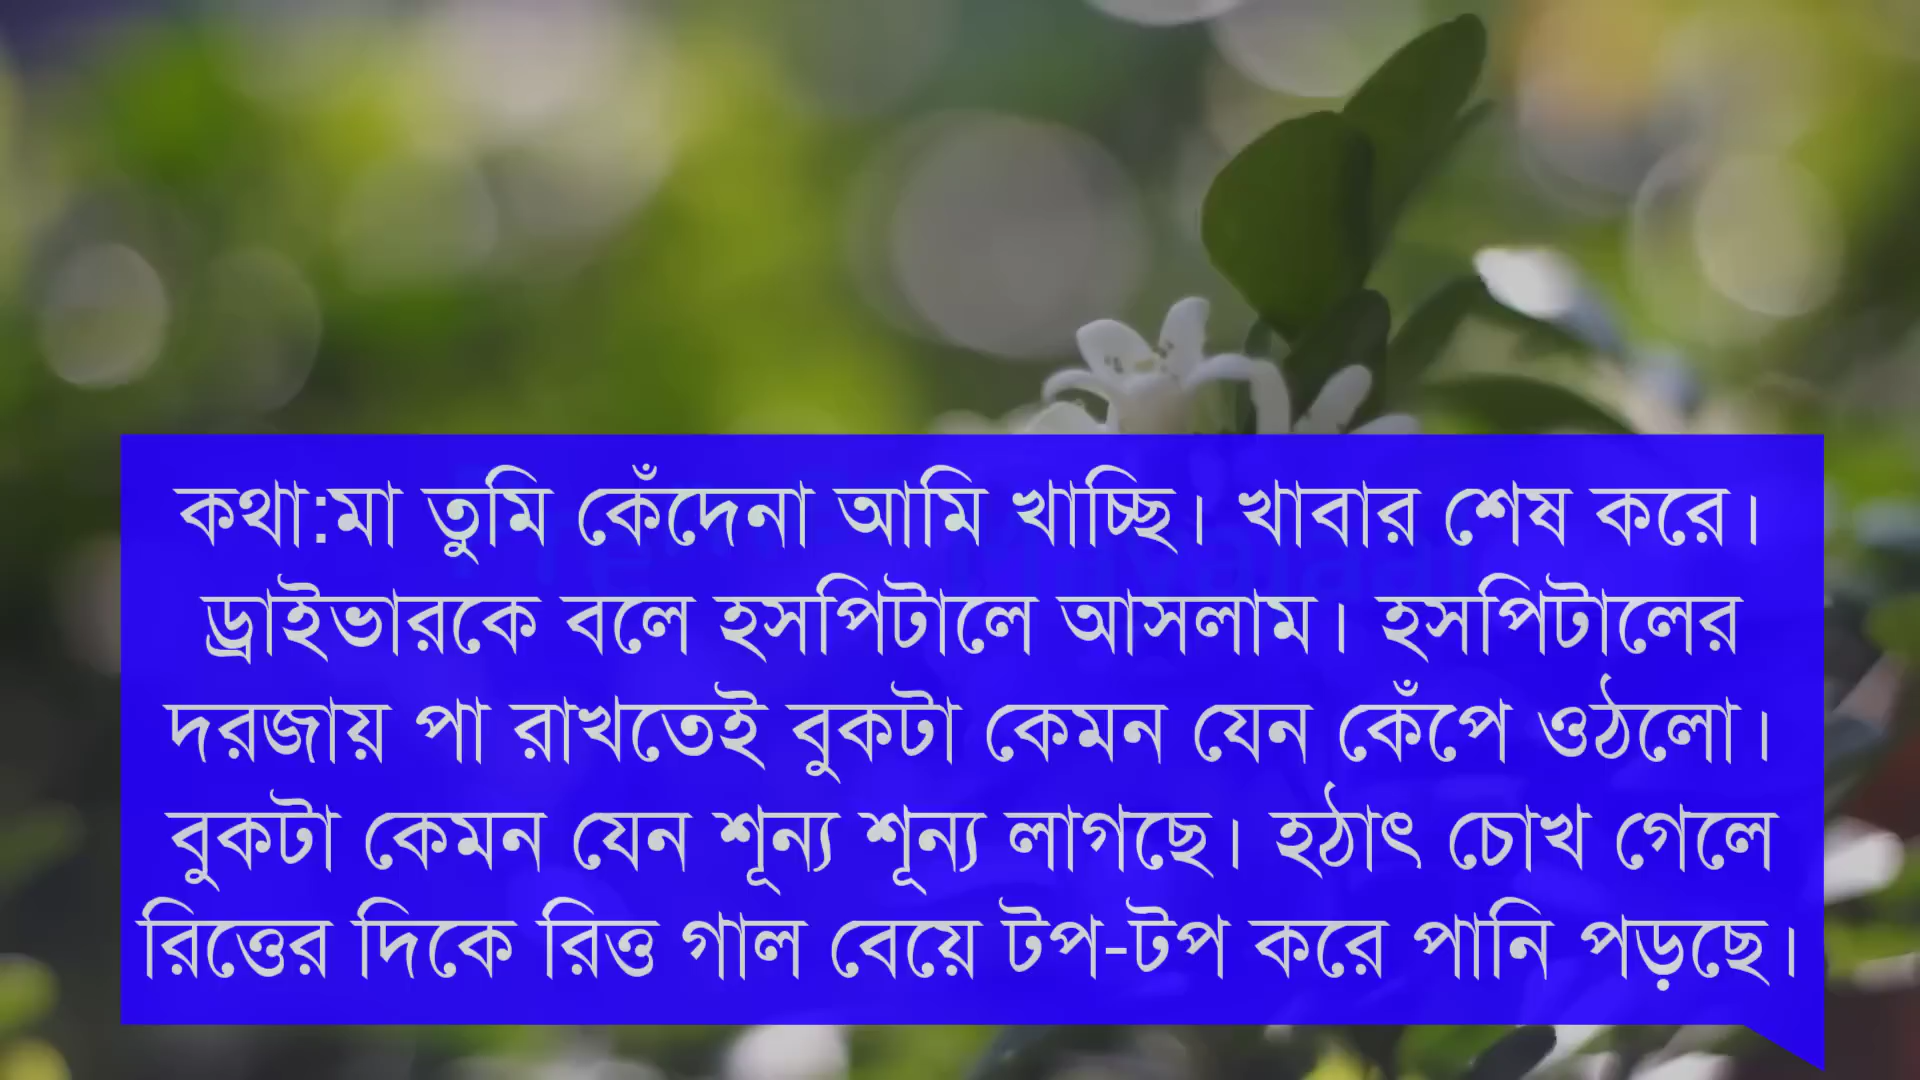 কথা:মা তুমি কেঁদেনা আমি খাচ্ছি। খাবার শেষ করে।
ড্রাইভারকে বলে হসপিটালে আসলাম। হসপিটালের
দরজায় পা রাখতেই বুকটা কেমন যেন কেঁপে ওঠলো।
বুকটা কেমন যেন শূন্য শূন্য লাগছে। হঠাৎ চোখ গেলে
রিত্তের দিকে রিত্ত গাল বেয়ে টপ-টপ করে পানি পড়ছে।